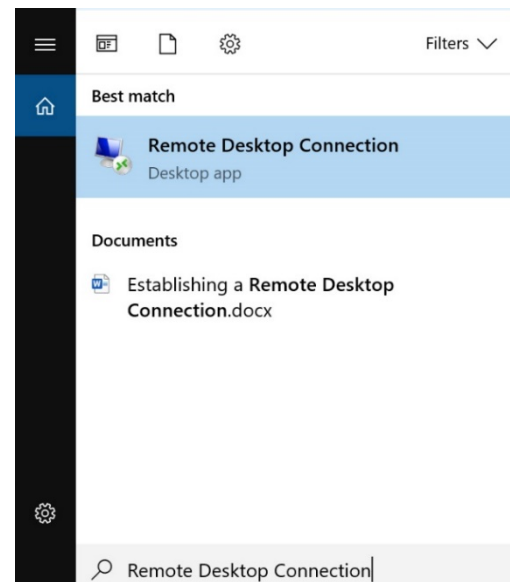 Filters
Best match
Remote Desktop Connection
Desktop app
Documents
Establishing a Remote Desktop
Connection.docx
Remote Desktop Connection